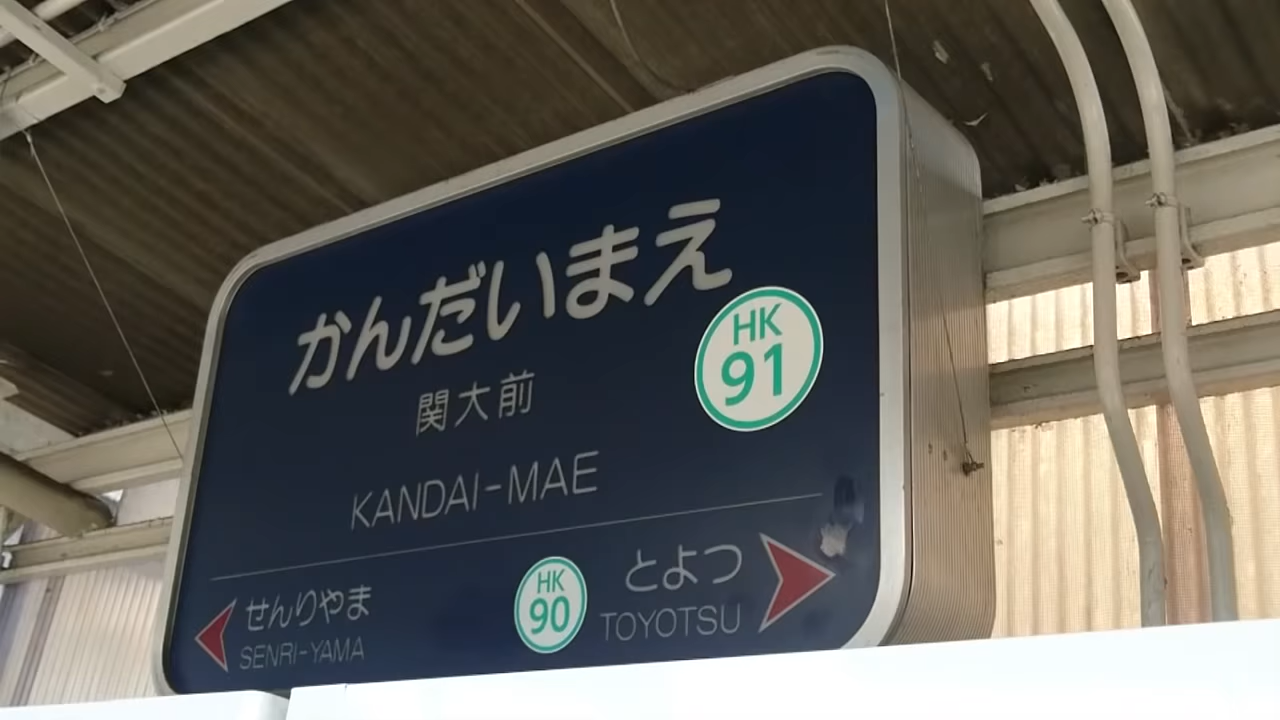 かんだいまえ
HK
91
関大前
KANDAI-MAE
せんりやま
SENRI-YAMA
HK
90
とよつ
TOYOTSU